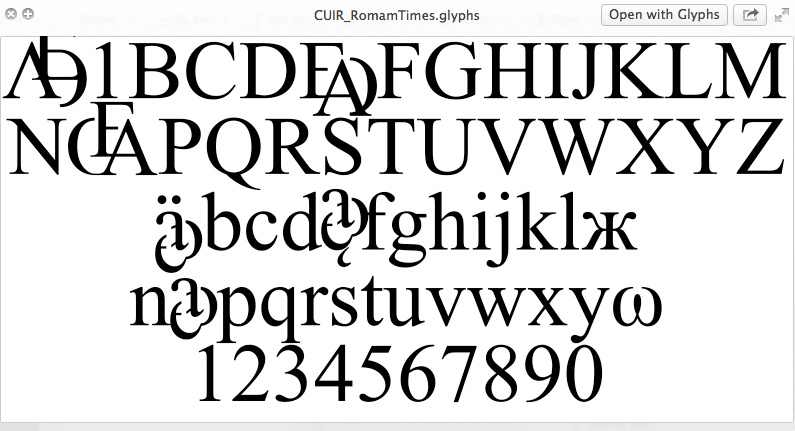 CUIR_RomamTimes.glyphs
Open with Glyphs
1BCD FGHIJKLM
N PQRSTUVWXYZ
bcd fghijklж
n pqrstuvwxyω
1234567890